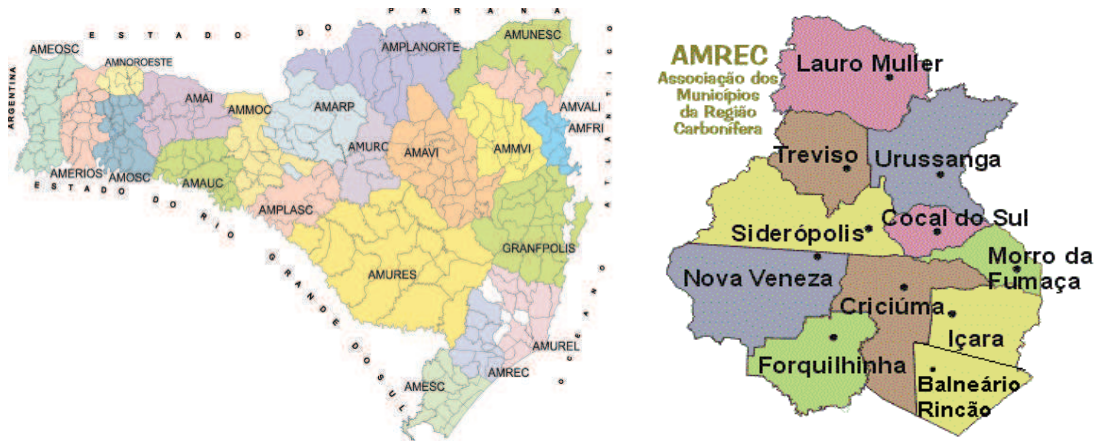 ESTADO DO PARANÁ
AMEOSC
AMNOROESTE
AMPLANORTE
AMUNESC
ARGENTINA
AMAI
AMMOC
AMARP
AMVALI
AMFRI
AMURC
AMAVI
AMMVI
AMERIOS
AMOSC
AMAUC
AMPLASC
GRANFPOLIS
AMURES
ESTADO DO RIO GRANDE DO SUL
OCEANO ATLANTICO
AMUREL
AMREC
AMESC
AMREC
Associação dos
Municípios
da Região
Carbonífera
Lauro Muller
Treviso
Urussanga
Cocal do Sul
Siderópolis
Morro da
Fumaça
Nova Veneza
Criciúma
Içara
Forquilhinha
Balneário
Rincão